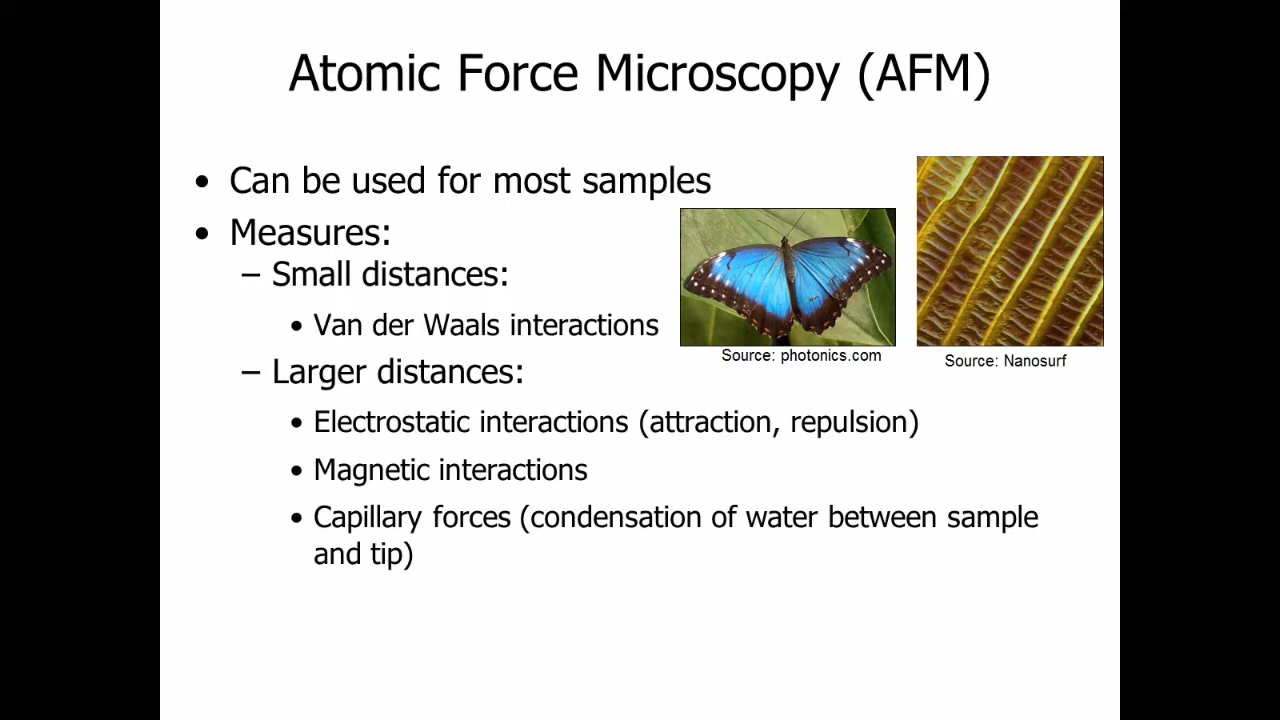 Atomic Force Microscopy (AFM)
• Can be used for most samples
• Measures:
– Small distances:
• Van der Waals interactions
Source: photonics.com
Source: Nanosurf
– Larger distances:
• Electrostatic interactions (attraction, repulsion)
• Magnetic interactions
• Capillary forces (condensation of water between sample
and tip)